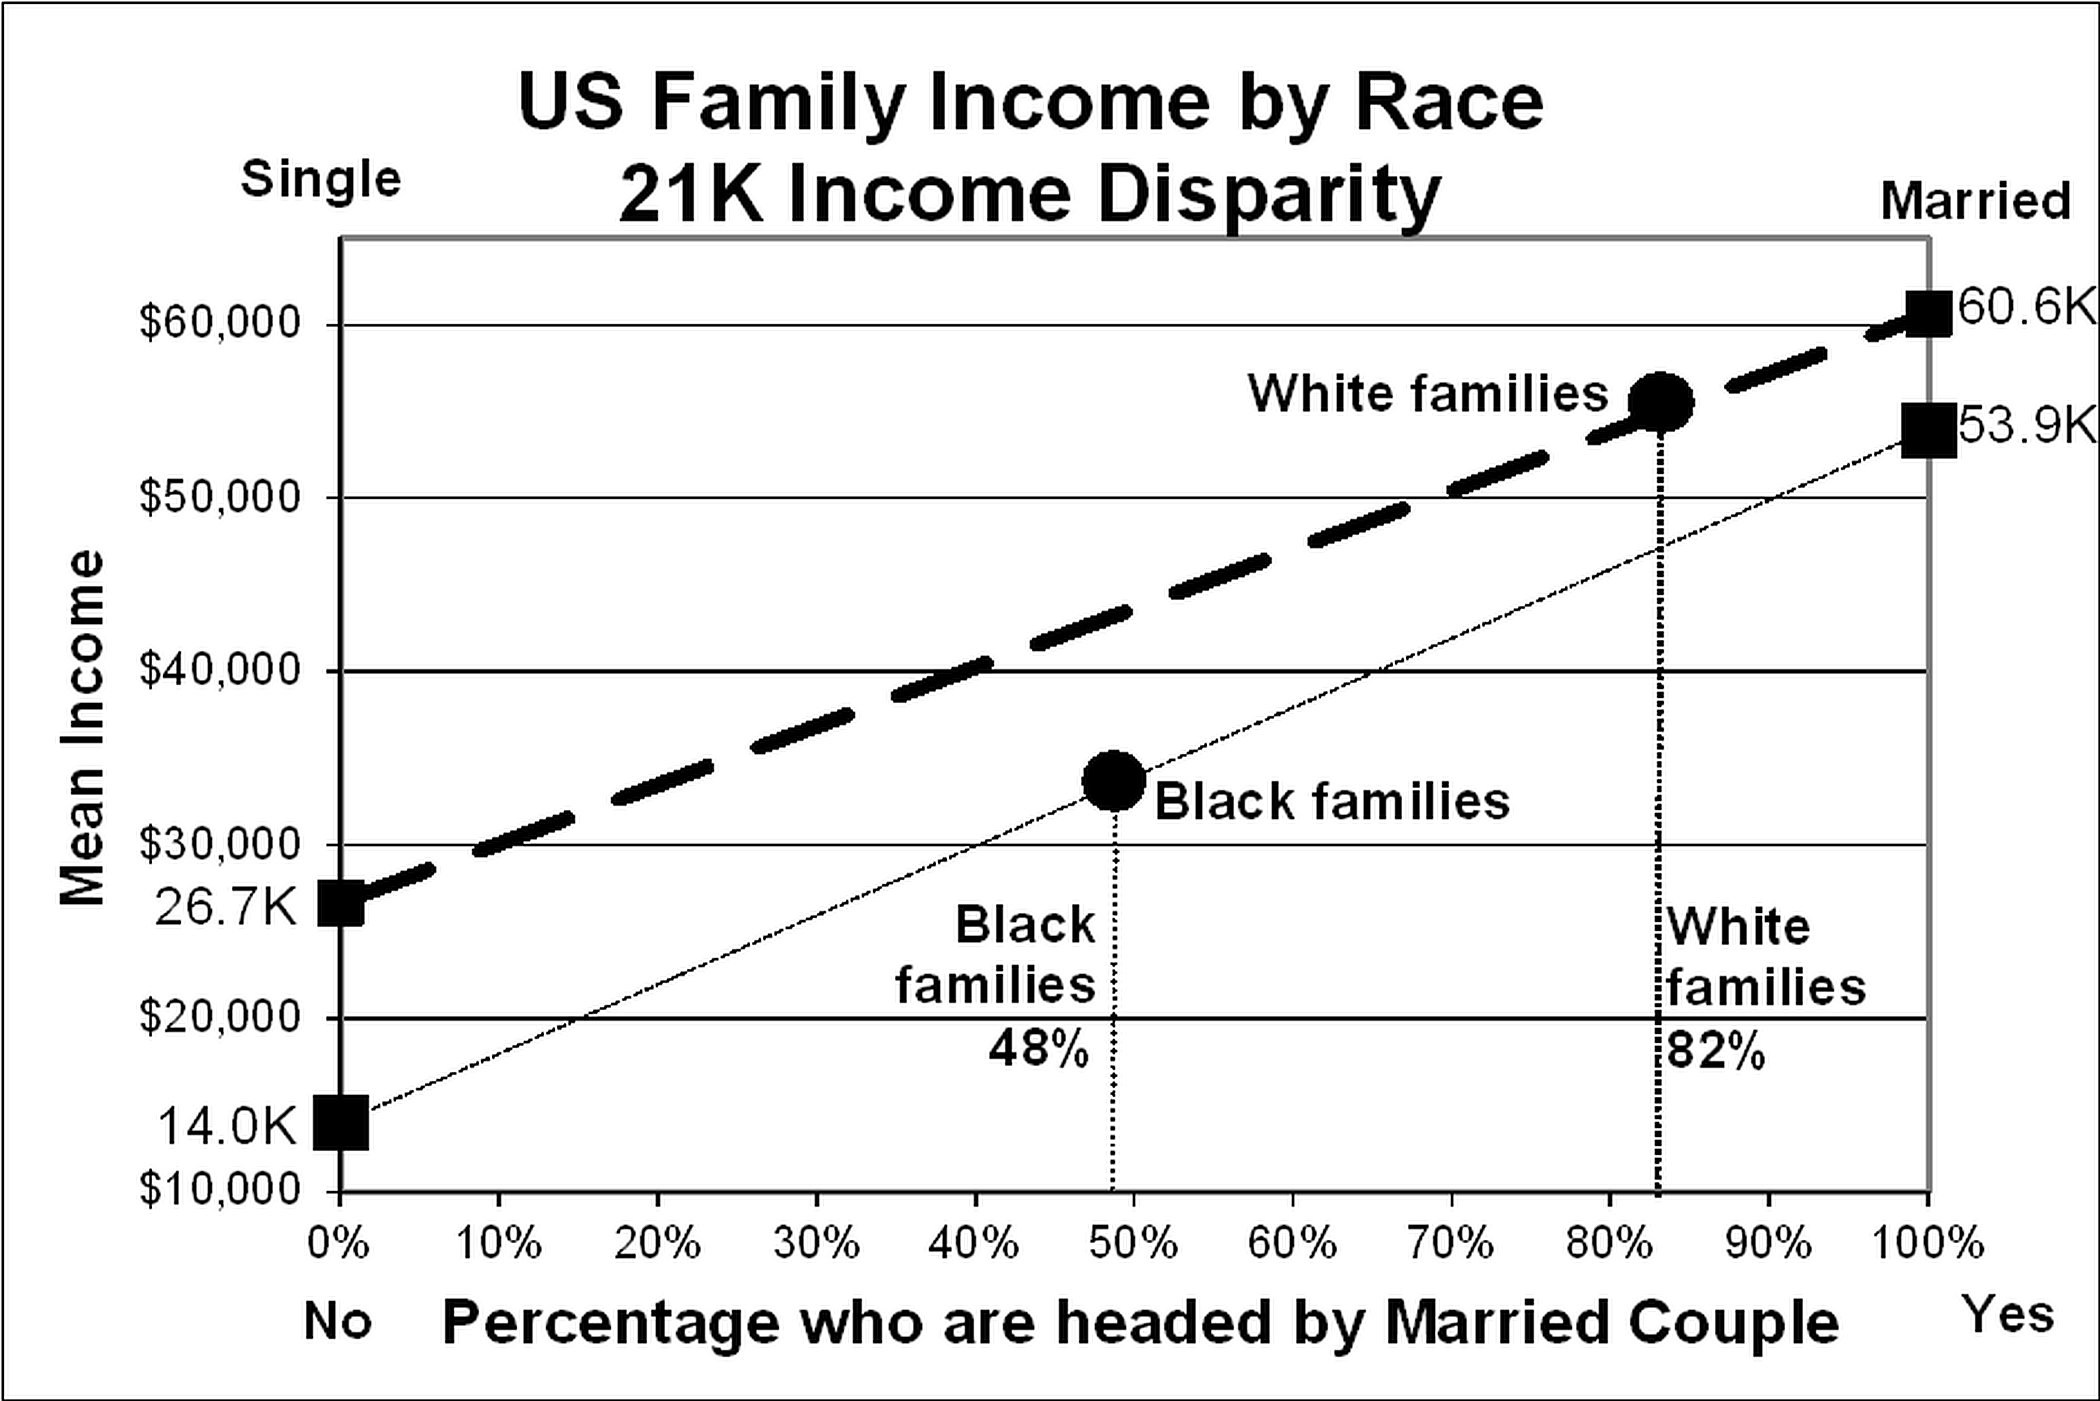 US Family Income by Race
21K Income Disparity
Single
Married
$60,000
60.6K
White families
53.9K
$50,000
$40,000
Mean Income
Black families
$30,000
26.7K
Black
families
48%
White
families
82%
$20,000
14.0K
$10,000
0% 10% 20% 30% 40% 50% 60% 70% 80% 90% 100%
No Percentage who are headed by Married Couple Yes